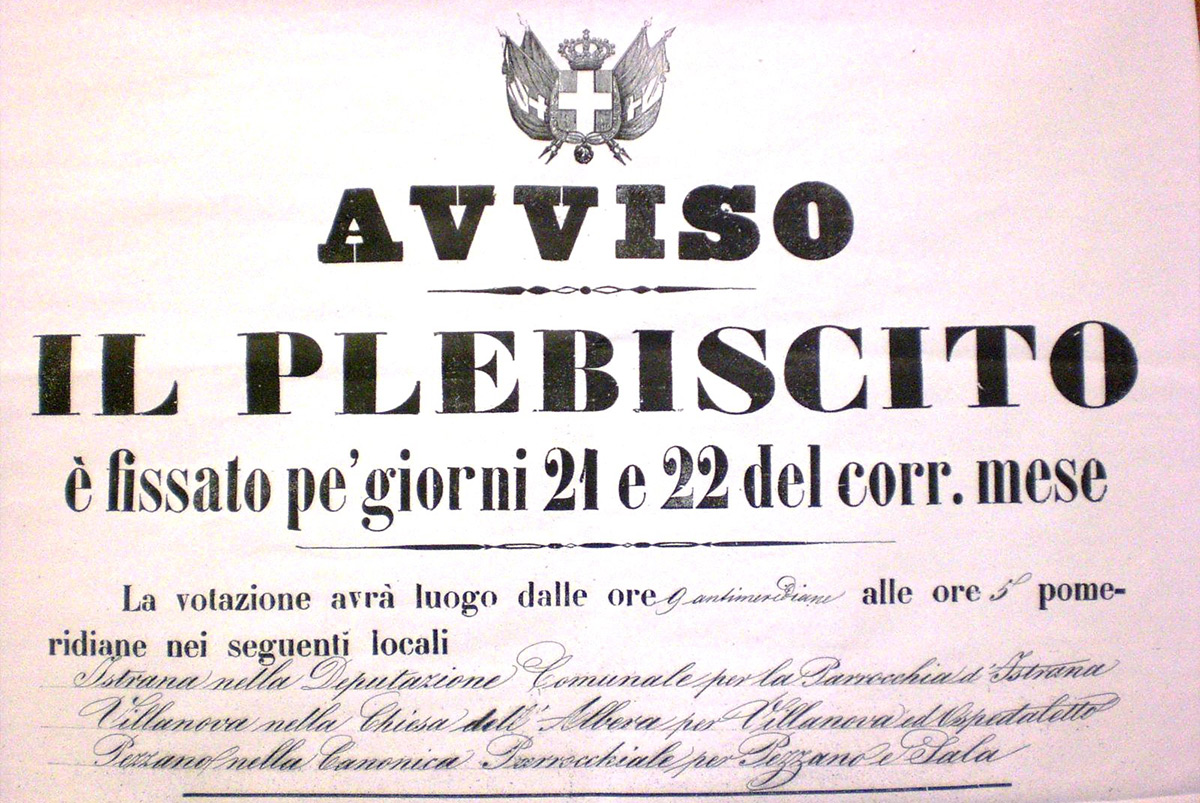 AVVISO
IL PLEBISCITO
è fissato pe' giorni 21 e 22 del corr. mese
La votazione avrà luogo dalle ore 9 antimeridiane alle ore 5 pome-
ridiane nei seguenti locali
Istrana nella Deputazione Comunale per la Parrocchia d'Istrana
Villanova nella Chiesa dell' Albera per Villanova ed Ospedaletto
Pezzano nella Canonica Parrocchiale per Pezzano e Sala